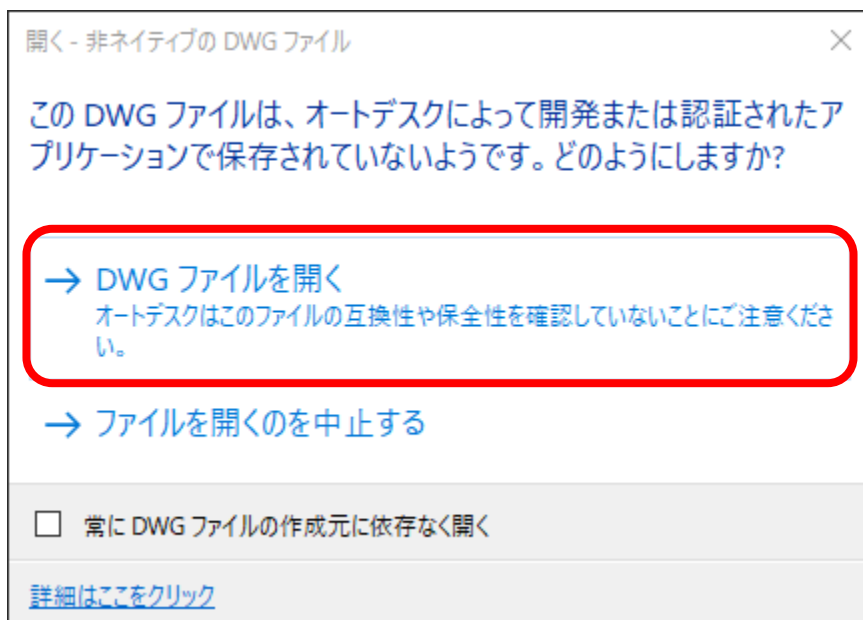 開く - 非ネイティブの DWG ファイル
この DWG ファイルは、オートデスクによって開発または認証されたア
プリケーションで保存されていないようです。どのようにしますか?
→ DWG ファイルを開く
オートデスクはこのファイルの互換性や保全性を確認していないことにご注意くださ
い。
→ ファイルを開くのを中止する
常に DWG ファイルの作成元に依存なく開く
詳細はここをクリック